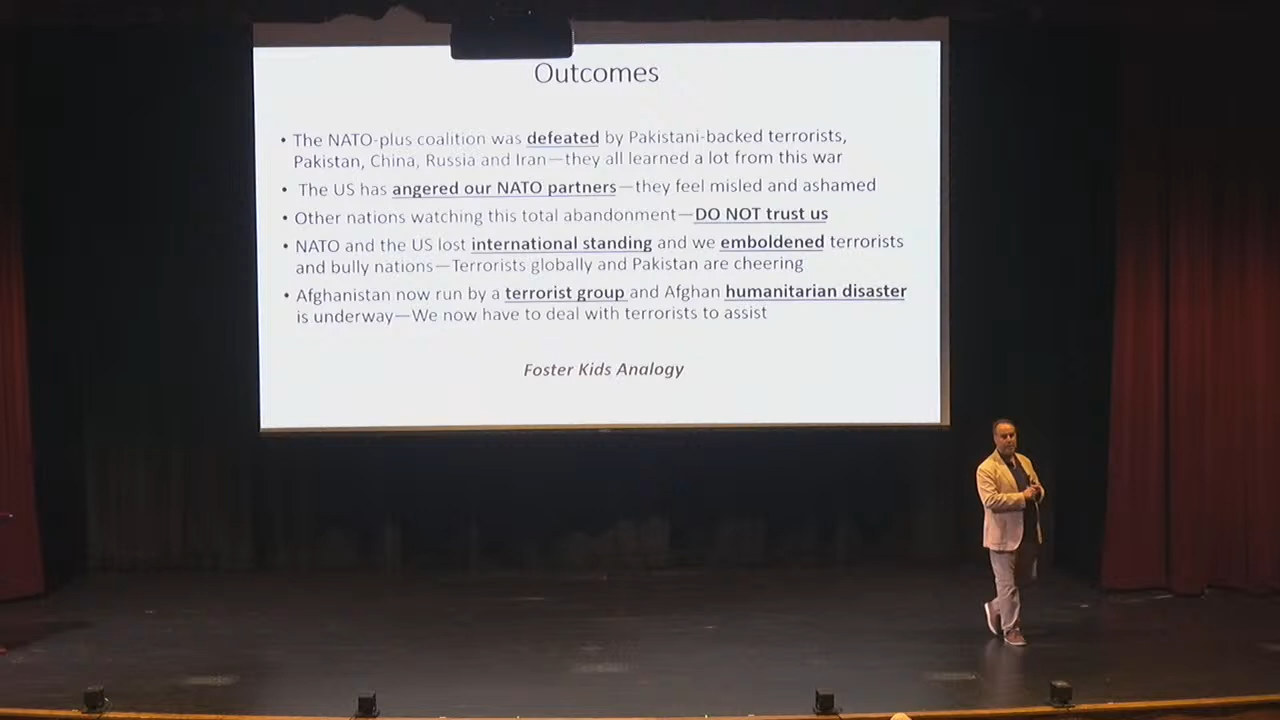 Outcomes
• The NATO-plus coalition was defeated by Pakistani-backed terrorists,
Pakistan, China, Russia and Iran—they all learned a lot from this war
• The US has angered our NATO partners—they feel misled and ashamed
• Other nations watching this total abandonment—DO NOT trust us
• NATO and the US lost international standing and we emboldened terrorists
and bully nations—Terrorists globally and Pakistan are cheering
• Afghanistan now run by a terrorist group and Afghan humanitarian disaster
is underway—We now have to deal with terrorists to assist
Foster Kids Analogy